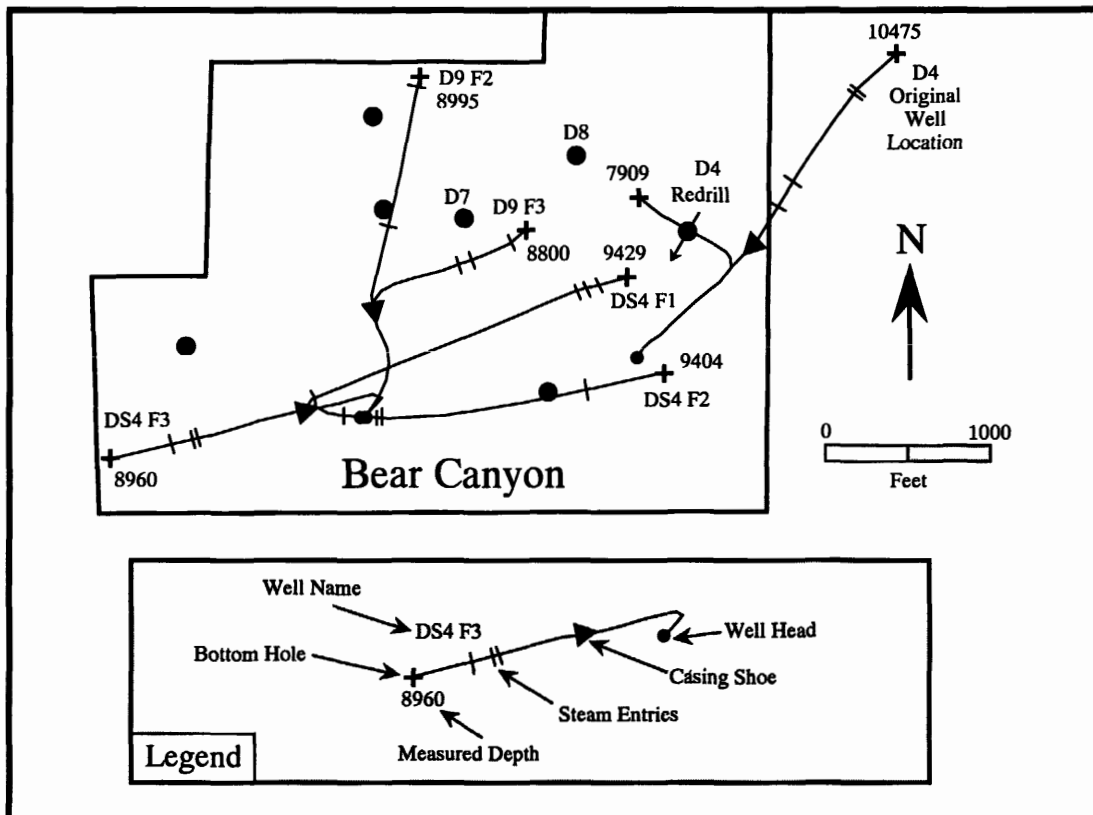 10475
D4
Original
Well
Location
D9 F2
8995
D8
7909
D4
Redrill
D7
D9 F3
8800
9429
DS4 F1
N
9404
DS4 F2
DS4 F3
8960
Bear Canyon
0 1000
Feet
Well Name
DS4 F3
Well Head
Bottom Hole
Casing Shoe
8960
Steam Entries
Measured Depth
Legend